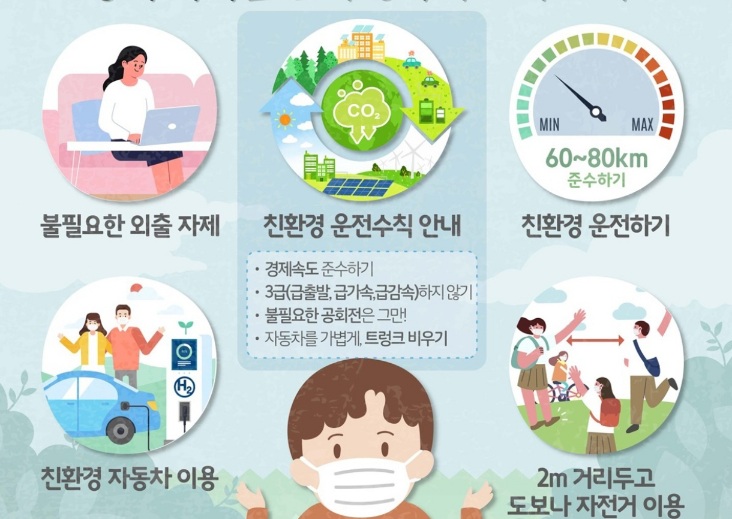 CO₂
MIN
MAX
60~80km
준수하기
불필요한 외출 자제
친환경 운전수칙 안내
친환경 운전하기
• 경제속도 준수하기
• 3급(급출발, 급가속,급감속)하지 않기
• 불필요한 공회전은 그만!
• 자동차를 가볍게, 트렁크 비우기
H₂
친환경 자동차 이용
2m 거리두고
도보나 자전거 이용